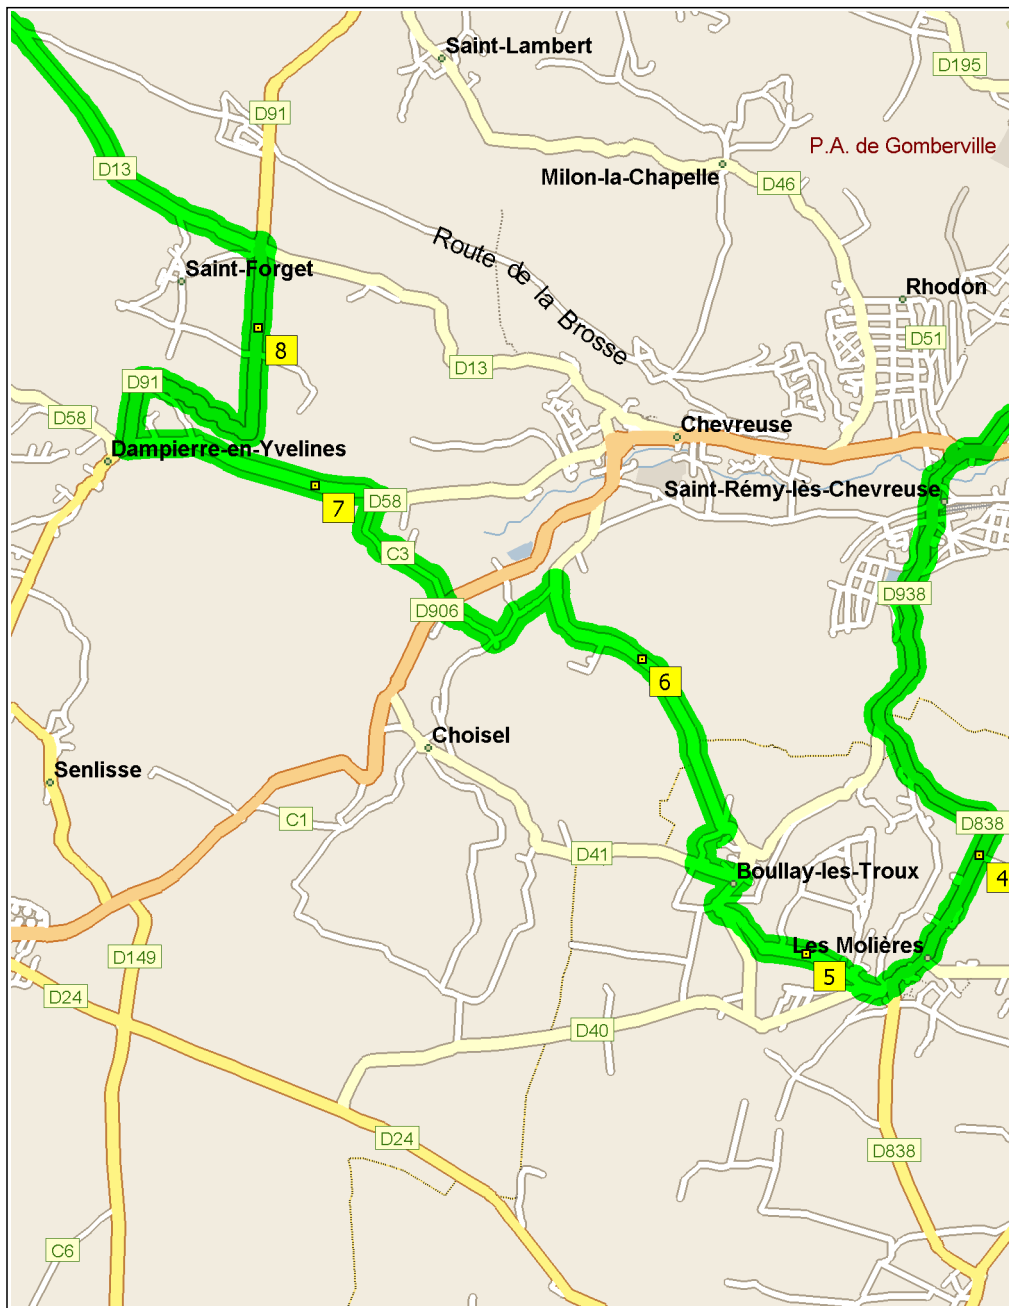 Saint-Lambert
D195
D91
P.A. de Gomberville
D13
Milon-la-Chapelle
D46
Route de la Brosse
Saint-Forget
Rhodon
D51
8
D13
D91
D58
Chevreuse
Dampierre-en-Yvelines
Saint-Rémy-lès-Chevreuse
D58
7
C3
D938
D906
6
Choisel
Senlisse
C1
D838
D41
Boullay-les-Troux
4
Les Molières
D149
5
D24
D40
D24
D838
C6